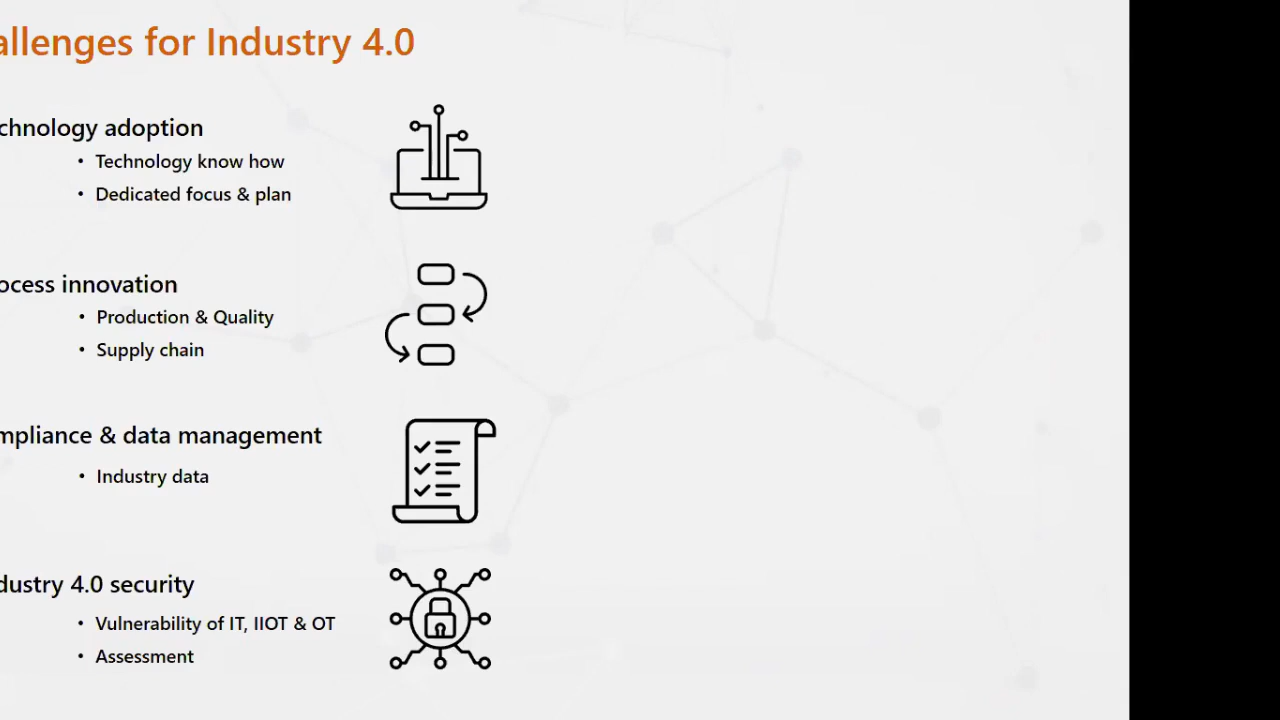 allenges for Industry 4.0
chnology adoption
• Technology know how
• Dedicated focus & plan
ocess innovation
• Production & Quality
• Supply chain
mpliance & data management
• Industry data
dustry 4.0 security
• Vulnerability of IT, IIOT & OT
• Assessment